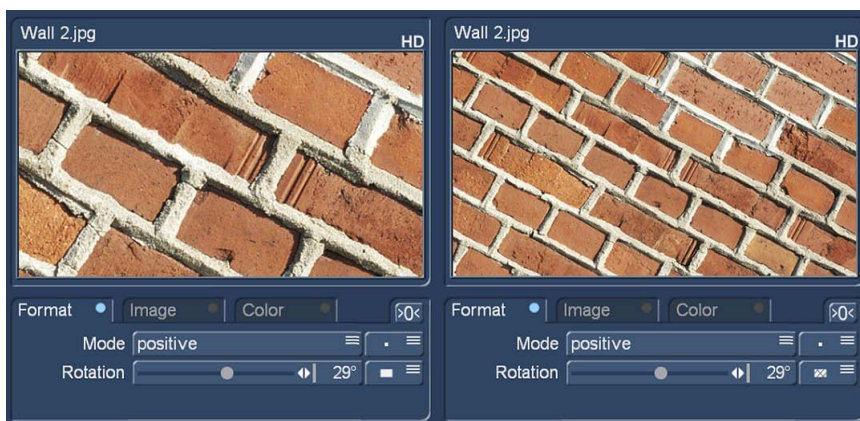 Wall 2.jpg
HD
Format Image Color >0<
Mode positive
Rotation 29°
Wall 2.jpg
HD
Format Image Color >0<
Mode positive
Rotation 29°